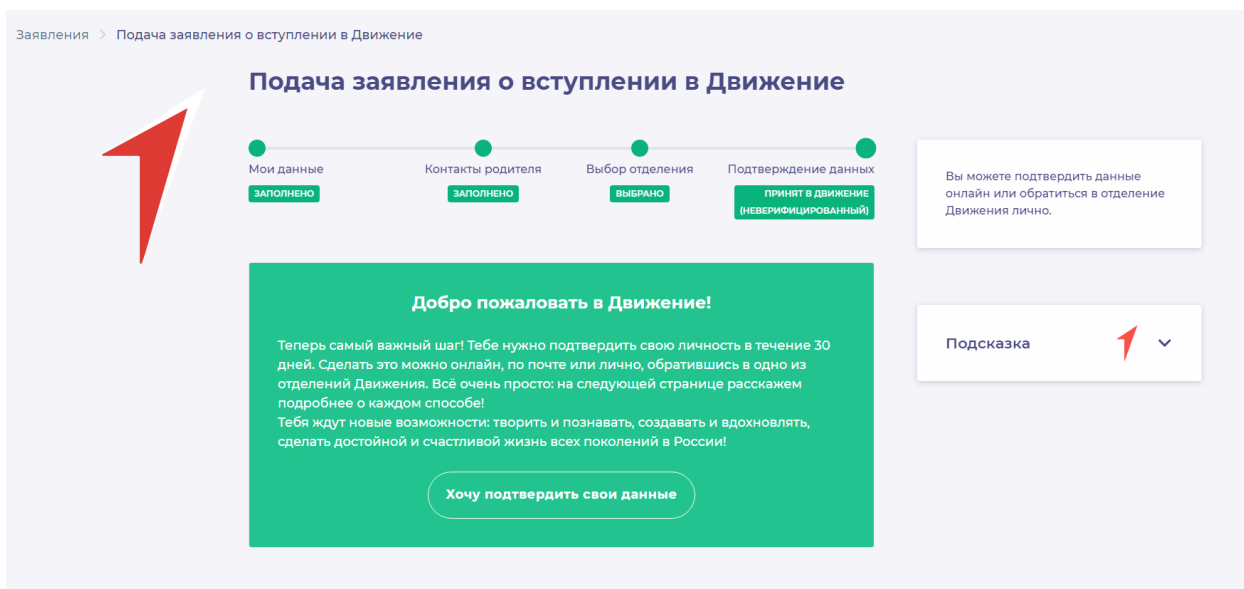 Заявления > Подача заявления о вступлении в Движение
Подача заявления о вступлении в Движение
Мои данные
ЗАПОЛНЕНО
Контакты родителя
ЗАПОЛНЕНО
Выбор отделения
ВЫБРАНО
Подтверждение данных
ПРИНЯТ В ДВИЖЕНИЕ
(НЕВЕРИФИЦИРОВАННЫЙ)
Вы можете подтвердить данные
онлайн или обратиться в отделение
Движения лично.
Добро пожаловать в Движение!
Теперь самый важный шаг! Тебе нужно подтвердить свою личность в течение 30
дней. Сделать это можно онлайн, по почте или лично, обратившись в одно из
отделений Движения. Всё очень просто: на следующей странице расскажем
подробнее о каждом способе!
Тебя ждут новые возможности: творить и познавать, создавать и вдохновлять,
сделать достойной и счастливой жизнь всех поколений в России!
Хочу подтвердить свои данные
Подсказка